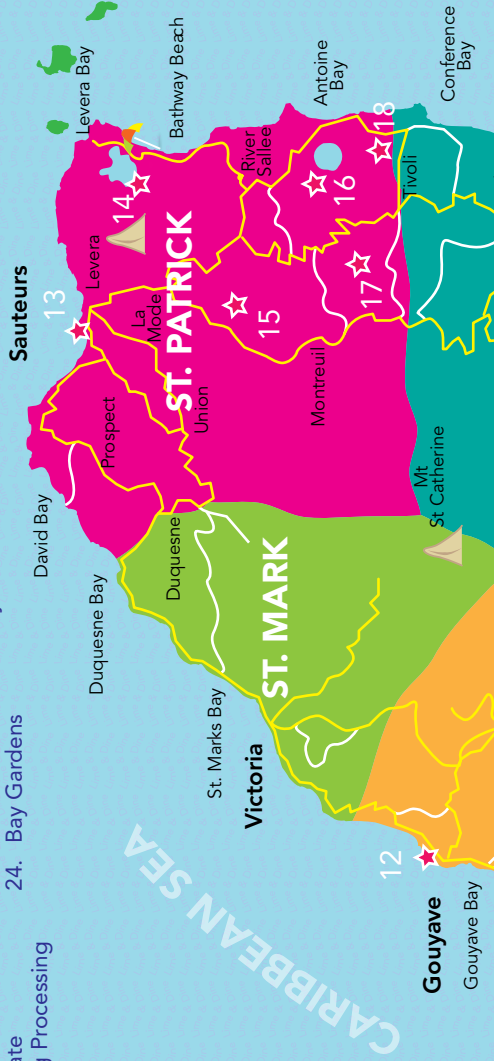 24. Bay Gardens
Processing
Sauteurs
David Bay
13
Levera Bay
Duquesne Bay
Prospect
Levera
14
CARIBBEAN SEA
La
Mode
Duquesne
Union
ST. PATRICK
Bathway Beach
St. Marks Bay
Victoria
ST. MARK
15
River
Sallee
Montreuil
16
Antoine
Bay
17
18
12
Gouyave
Mt
St Catherine
Tivoli
Conference
Bay
Gouyave Bay